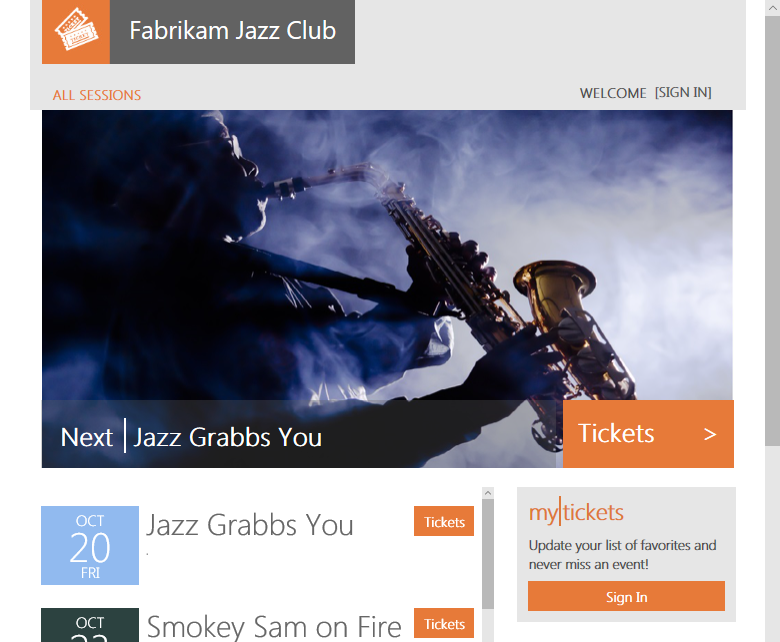 Fabrikam Jazz Club
ALL SESSIONS
WELCOME [SIGN IN]
Next | Jazz Grabbs You
Tickets >
OCT
20
FRI
Jazz Grabbs You
.
Tickets
my|tickets
Update your list of favorites and
never miss an event!
Sign In
OCT
Smokey Sam on Fire
Tickets